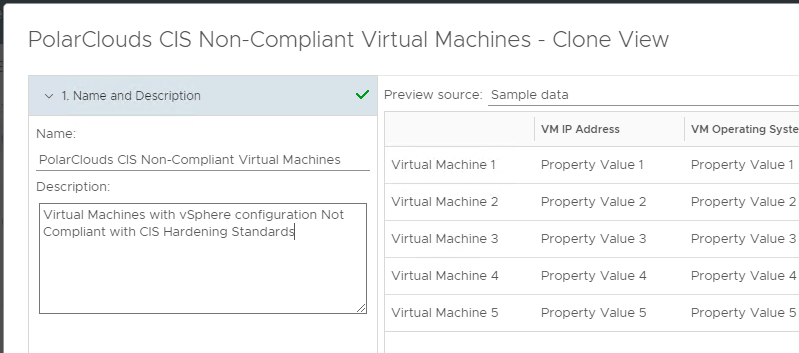 PolarClouds CIS Non-Compliant Virtual Machines - Clone View
1. Name and Description
Name:
PolarClouds CIS Non-Compliant Virtual Machines
Description:
Virtual Machines with vSphere configuration Not
Compliant with CIS Hardening Standards
Preview source: Sample data
VM IP Address VM Operating Syste
Virtual Machine 1 Property Value 1 Property Value 1
Virtual Machine 2 Property Value 2 Property Value 2
Virtual Machine 3 Property Value 3 Property Value 3
Virtual Machine 4 Property Value 4 Property Value 4
Virtual Machine 5 Property Value 5 Property Value 5